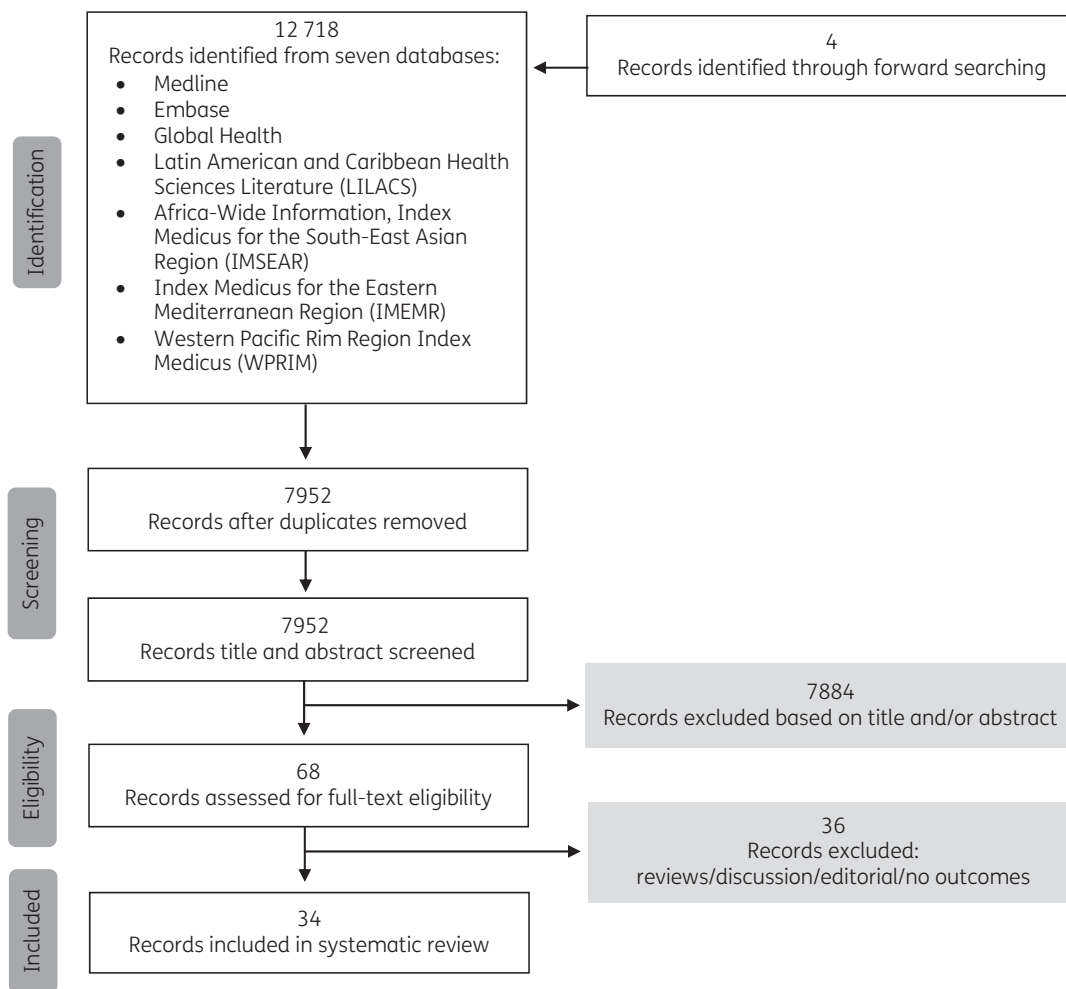 12 718
Records identified from seven databases:
• Medline
• Embase
• Global Health
• Latin American and Caribbean Health
Sciences Literature (LILACS)
• Africa-Wide Information, Index
Medicus for the South-East Asian
Region (IMSEAR)
• Index Medicus for the Eastern
Mediterranean Region (IMEMR)
• Western Pacific Rim Region Index
Medicus (WPRIM)
4
Records identified through forward searching
Identification
7952
Records after duplicates removed
Screening
7952
Records title and abstract screened
7884
Records excluded based on title and/or abstract
Eligibility
68
Records assessed for full-text eligibility
36
Records excluded:
reviews/discussion/editorial/no outcomes
Included
34
Records included in systematic review